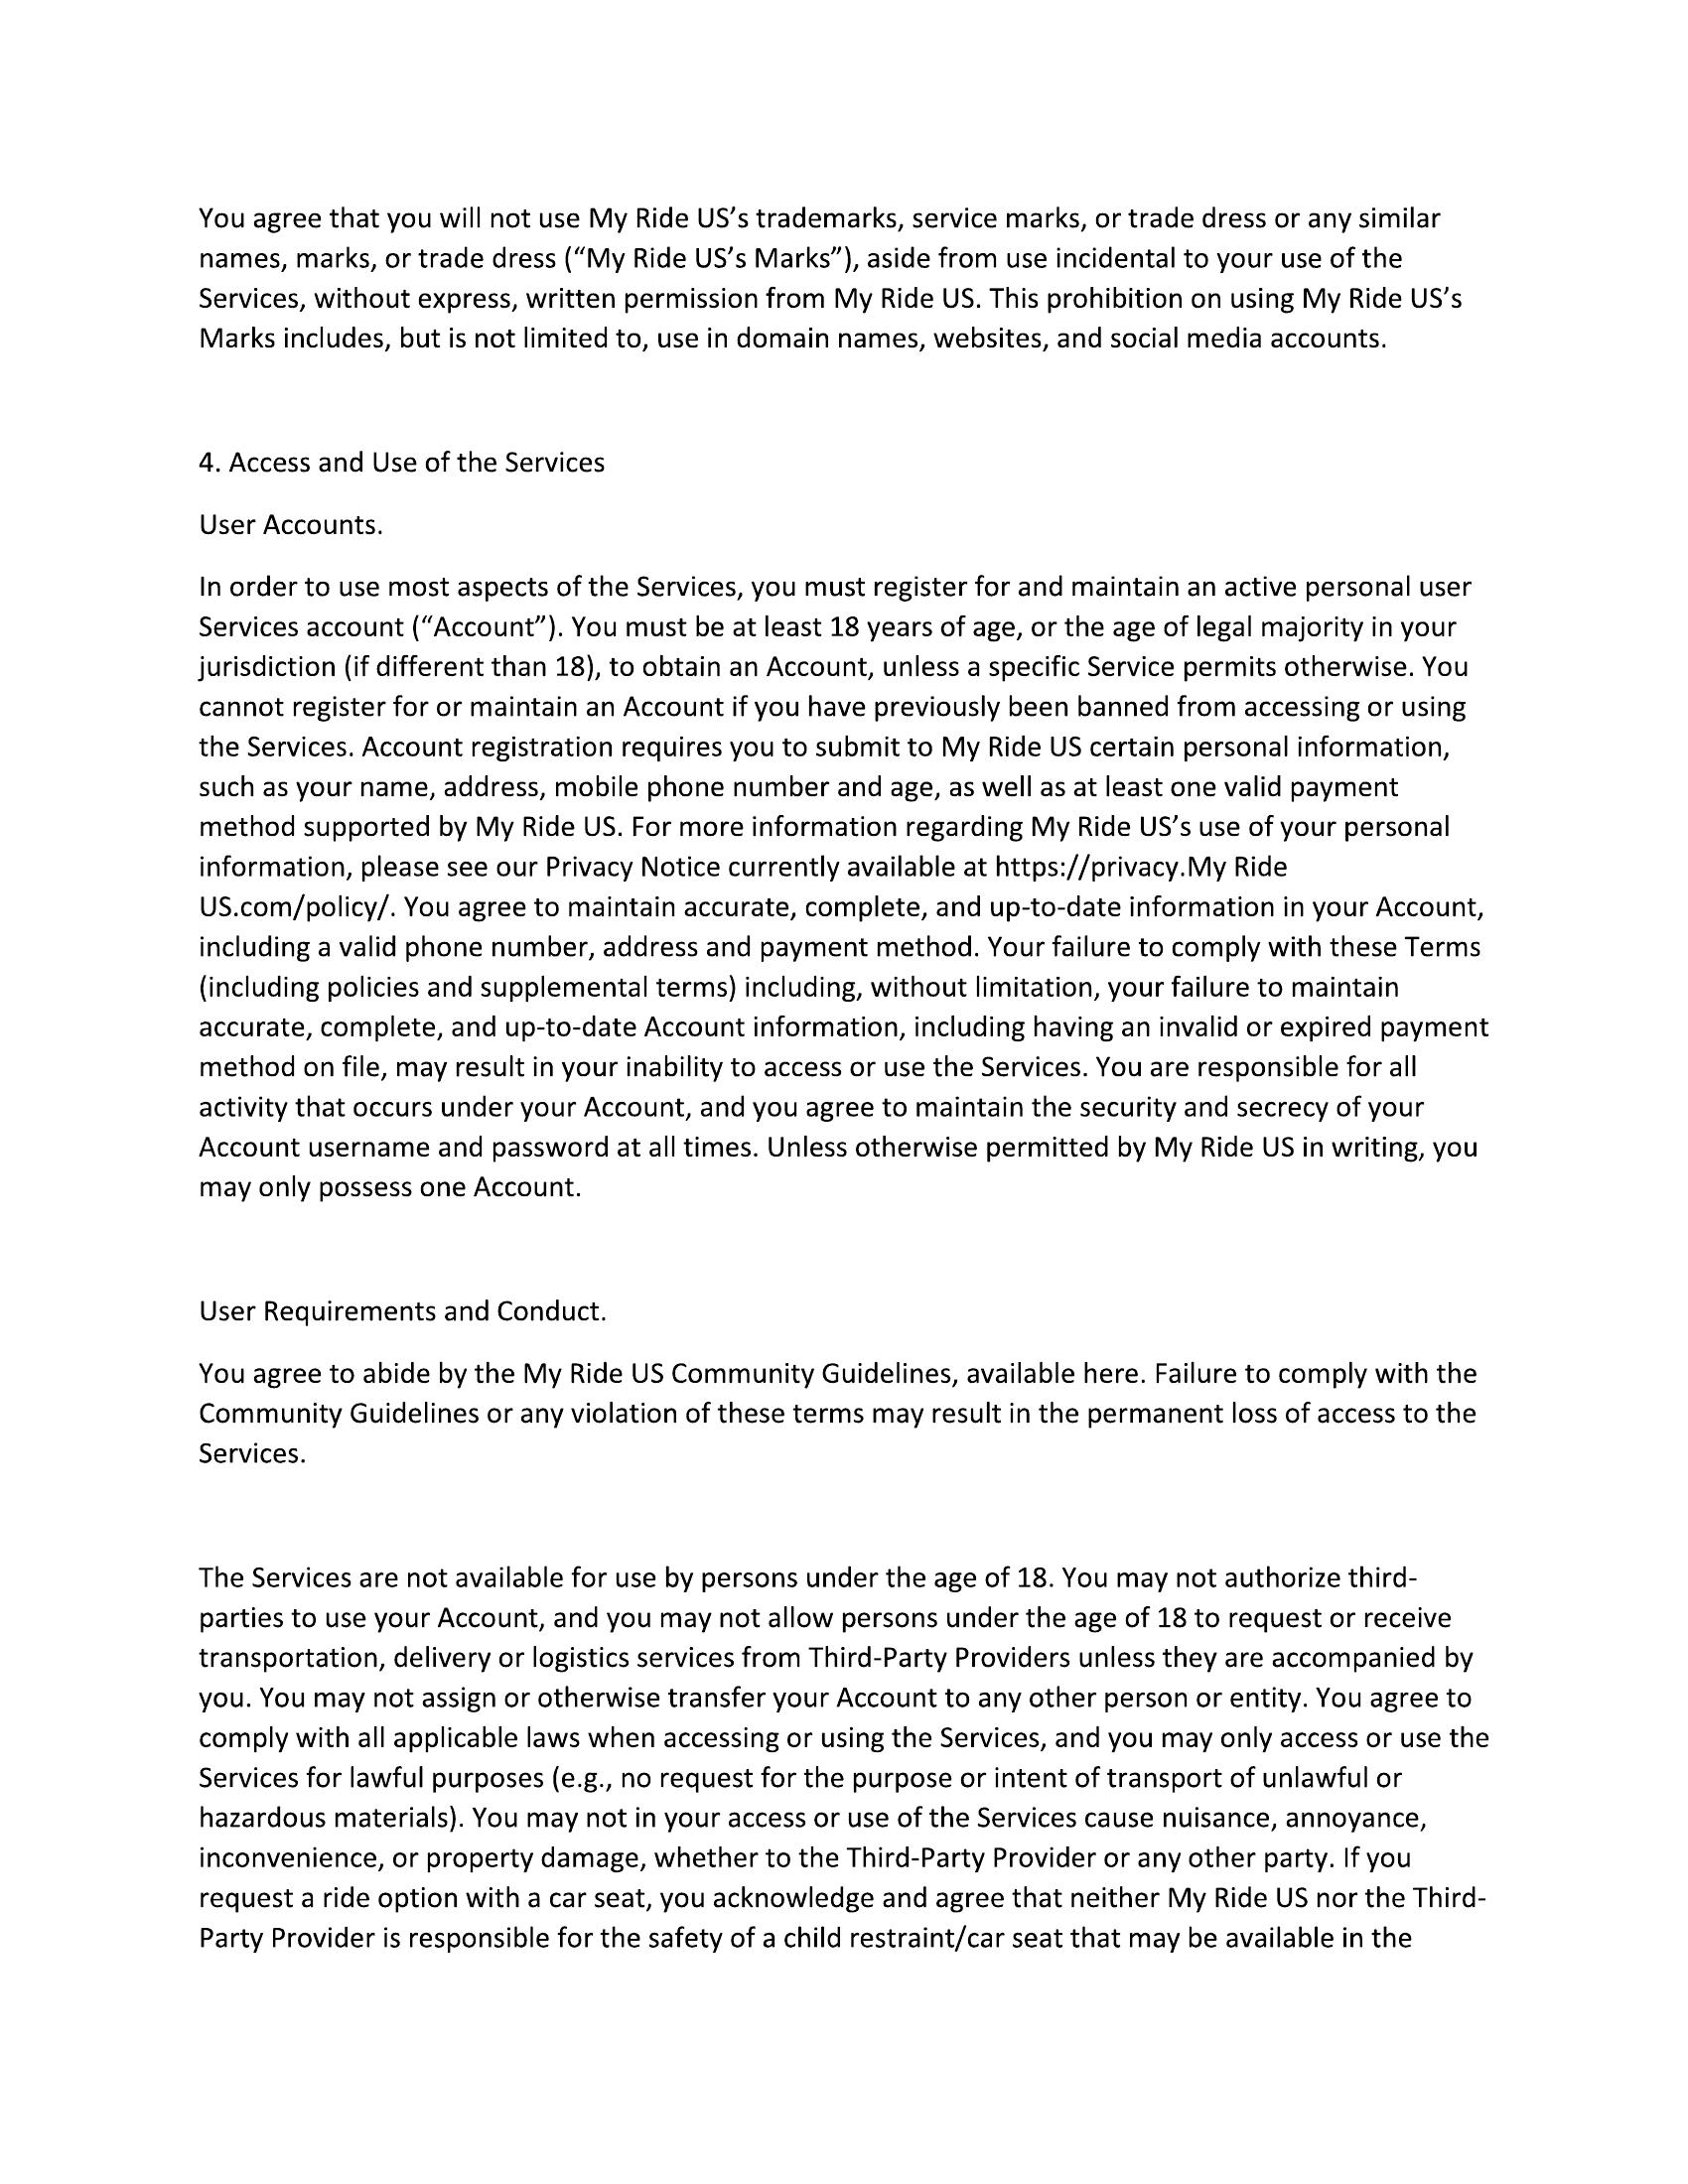 You agree that you will not use My Ride US’s trademarks, service marks, or trade dress or any similar
names, marks, or trade dress (“My Ride US’s Marks”), aside from use incidental to your use of the
Services, without express, written permission from My Ride US. This prohibition on using My Ride US’s
Marks includes, but is not limited to, use in domain names, websites, and social media accounts.
4. Access and Use of the Services
User Accounts.
In order to use most aspects of the Services, you must register for and maintain an active personal user
Services account (“Account”). You must be at least 18 years of age, or the age of legal majority in your
jurisdiction (if different than 18), to obtain an Account, unless a specific Service permits otherwise. You
cannot register for or maintain an Account if you have previously been banned from accessing or using
the Services. Account registration requires you to submit to My Ride US certain personal information,
such as your name, address, mobile phone number and age, as well as at least one valid payment
method supported by My Ride US. For more information regarding My Ride US’s use of your personal
information, please see our Privacy Notice currently available at https://privacy.My Ride
US.com/policy/. You agree to maintain accurate, complete, and up-to-date information in your Account,
including a valid phone number, address and payment method. Your failure to comply with these Terms
(including policies and supplemental terms) including, without limitation, your failure to maintain
accurate, complete, and up-to-date Account information, including having an invalid or expired payment
method on file, may result in your inability to access or use the Services. You are responsible for all
activity that occurs under your Account, and you agree to maintain the security and secrecy of your
Account username and password at all times. Unless otherwise permitted by My Ride US in writing, you
may only possess one Account.
User Requirements and Conduct.
You agree to abide by the My Ride US Community Guidelines, available here. Failure to comply with the
Community Guidelines or any violation of these terms may result in the permanent loss of access to the
Services.
The Services are not available for use by persons under the age of 18. You may not authorize third-
parties to use your Account, and you may not allow persons under the age of 18 to request or receive
transportation, delivery or logistics services from Third-Party Providers unless they are accompanied by
you. You may not assign or otherwise transfer your Account to any other person or entity. You agree to
comply with all applicable laws when accessing or using the Services, and you may only access or use the
Services for lawful purposes (e.g., no request for the purpose or intent of transport of unlawful or
hazardous materials). You may not in your access or use of the Services cause nuisance, annoyance,
inconvenience, or property damage, whether to the Third-Party Provider or any other party. If you
request a ride option with a car seat, you acknowledge and agree that neither My Ride US nor the Third-
Party Provider is responsible for the safety of a child restraint/car seat that may be available in the